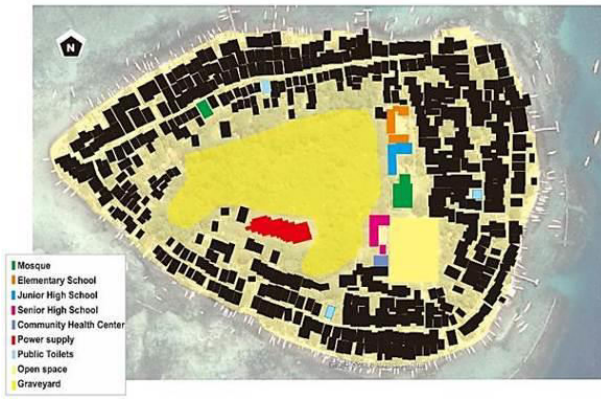 N
Mosque
Elementary School
Junior High School
Senior High School
Community Health Center
Power supply
Public Toilets
Open space
Graveyard